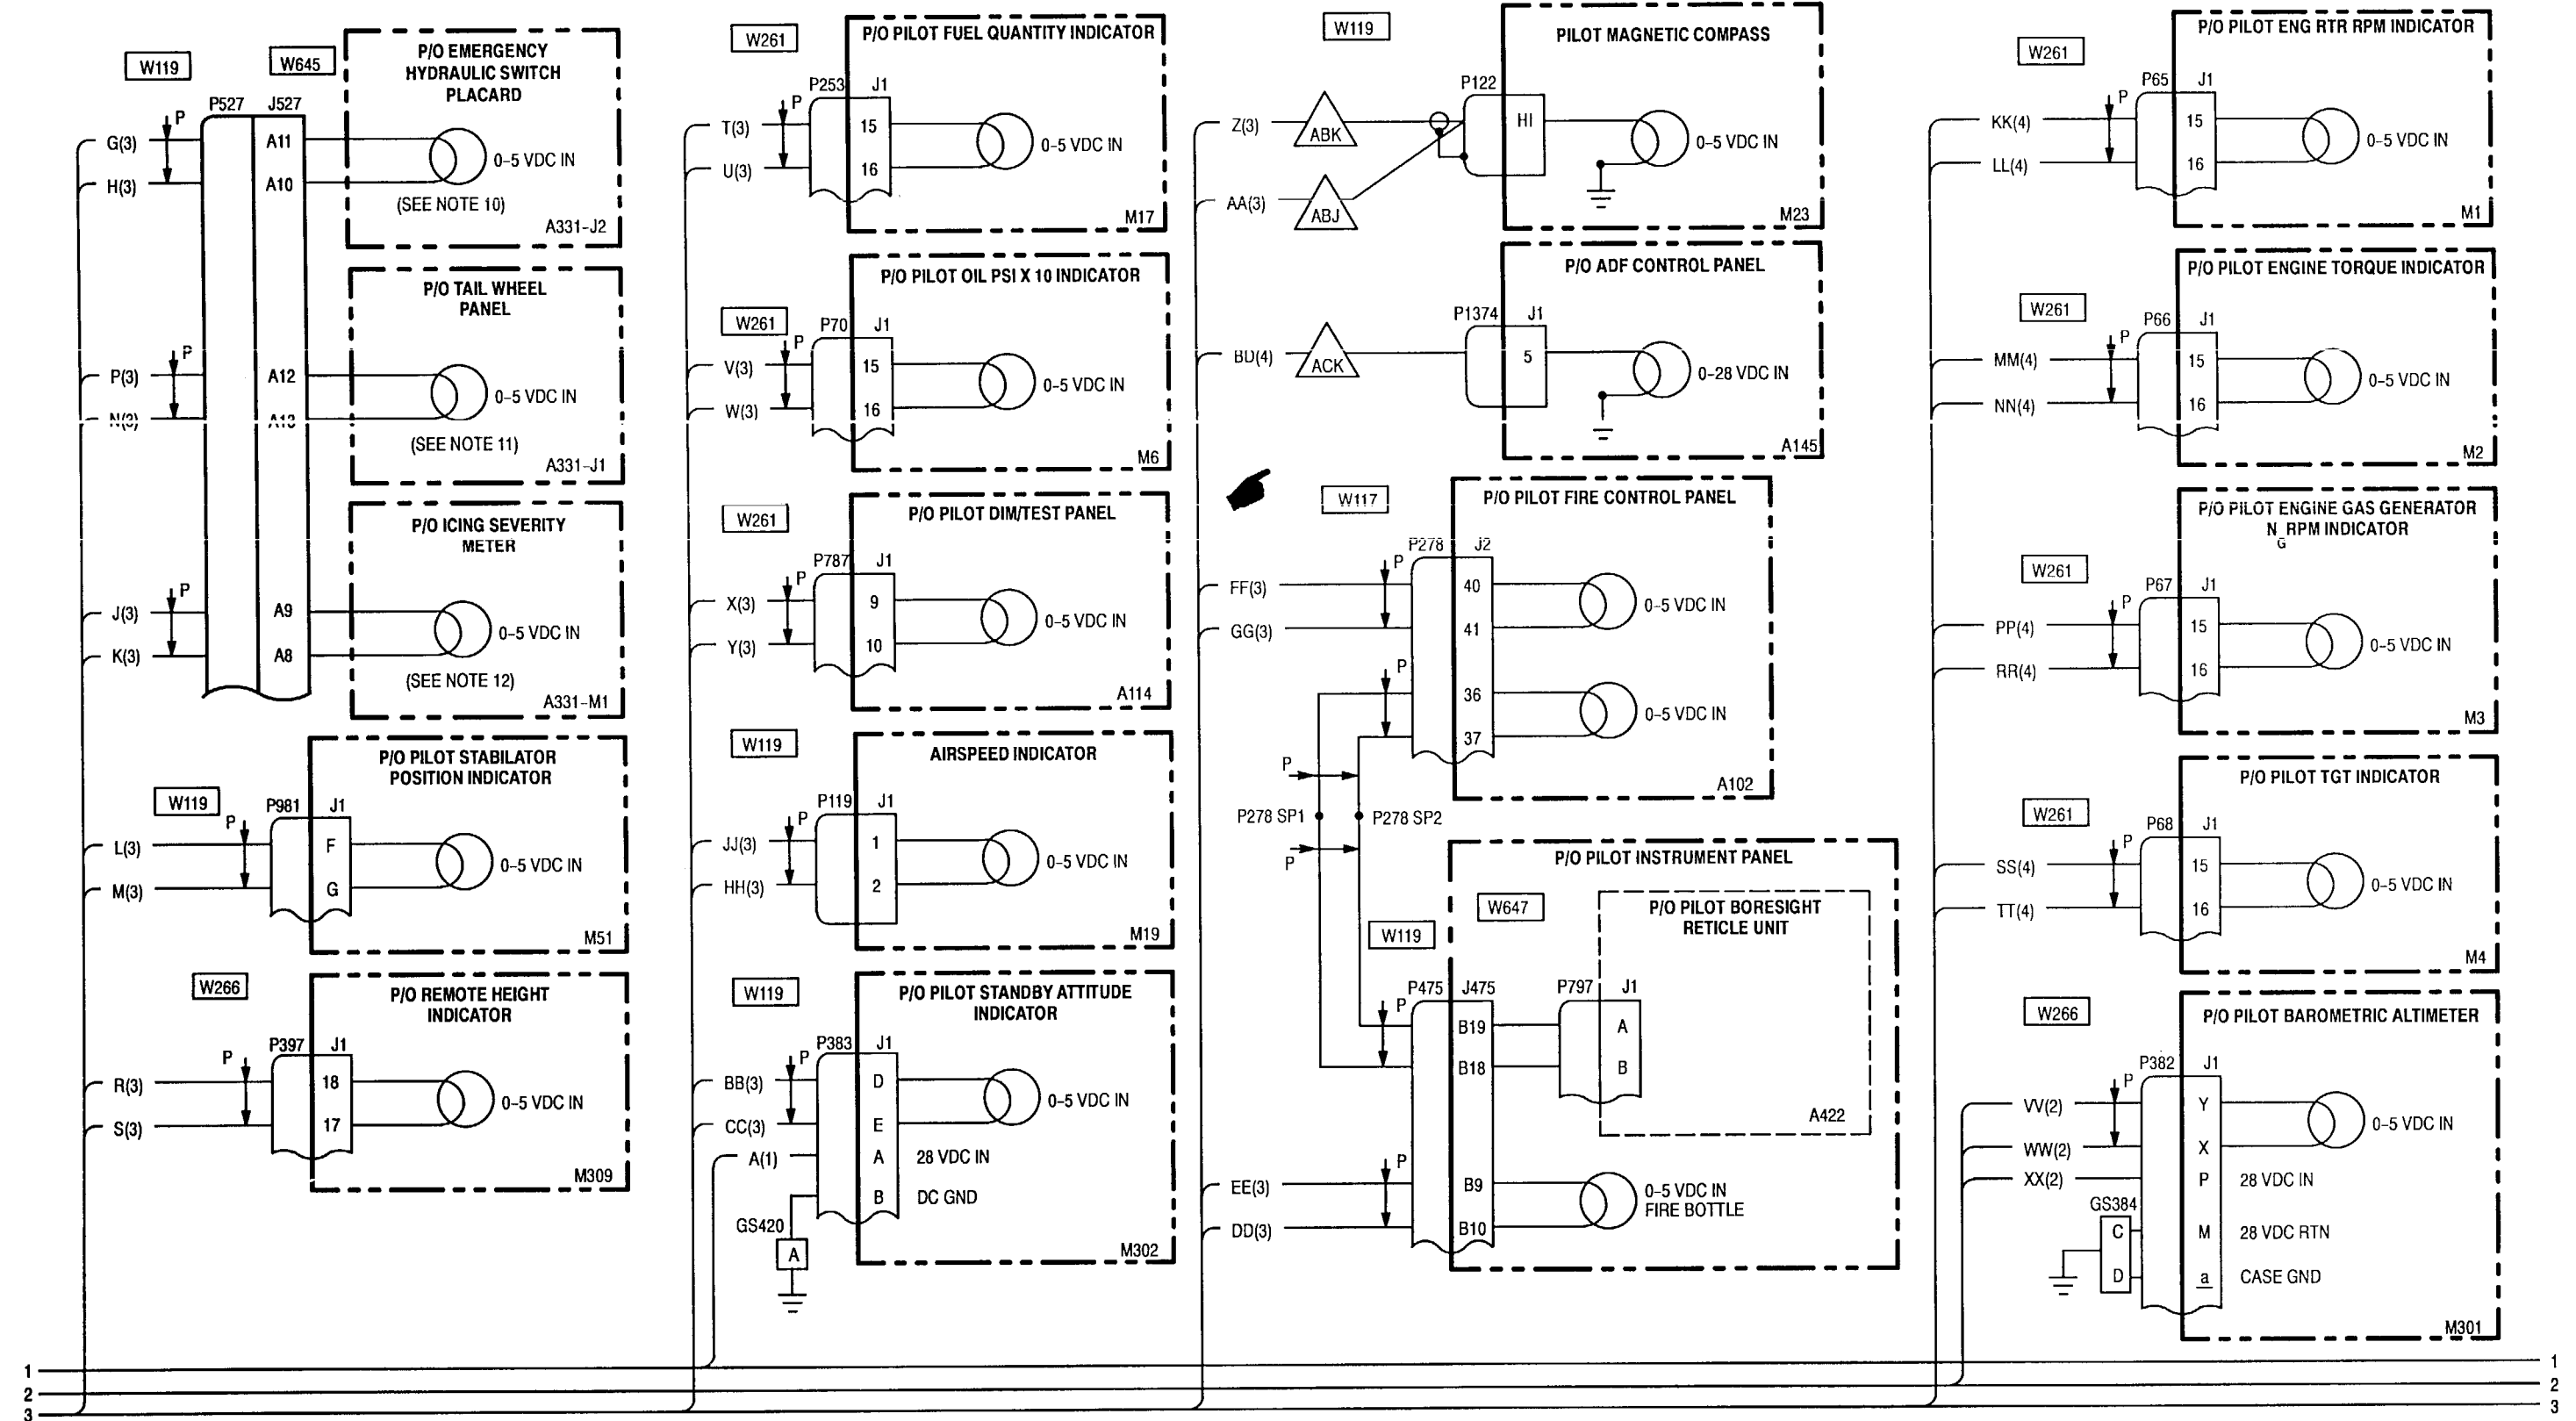 W119
W645
P/O EMERGENCY
HYDRAULIC SWITCH
PLACARD
P527
J527
P
G(3)
A11
0-5 VDC IN
H(3)
A10
(SEE NOTE 10)
A331-J2
P/O TAIL WHEEL
PANEL
P
P(3)
A12
0-5 VDC IN
N(3)
A13
(SEE NOTE 11)
A331-J1
P/O ICING SEVERITY
METER
P
J(3)
A9
0-5 VDC IN
K(3)
A8
(SEE NOTE 12)
A331-M1
P/O PILOT STABILATOR
POSITION INDICATOR
W119
P981
J1
P
L(3)
F
0-5 VDC IN
M(3)
G
M51
W266
P/O REMOTE HEIGHT
INDICATOR
P397
J1
P
R(3)
18
0-5 VDC IN
S(3)
17
M309
W261
P/O PILOT FUEL QUANTITY INDICATOR
P253
J1
P
T(3)
15
0-5 VDC IN
U(3)
16
M17
P/O PILOT OIL PSI X 10 INDICATOR
W261
P70
J1
P
V(3)
15
0-5 VDC IN
W(3)
16
M6
W261
P/O PILOT DIM/TEST PANEL
P787
J1
P
X(3)
9
0-5 VDC IN
Y(3)
10
A114
W119
AIRSPEED INDICATOR
P119
J1
P
JJ(3)
1
0-5 VDC IN
HH(3)
2
M19
W119
P/O PILOT STANDBY ATTITUDE
INDICATOR
P383
J1
P
BB(3)
D
0-5 VDC IN
CC(3)
E
A(1)
A
28 VDC IN
B
DC GND
GS420
A
M302
W119
PILOT MAGNETIC COMPASS
P122
Z(3)
ABK
HI
0-5 VDC IN
AA(3)
ABJ
M23
P/O ADF CONTROL PANEL
P1374
J1
BD(4)
ACK
5
0-28 VDC IN
A145
W117
P/O PILOT FIRE CONTROL PANEL
P278
J2
P
FF(3)
40
0-5 VDC IN
GG(3)
41
P
36
0-5 VDC IN
37
P
A102
P278 SP1
P278 SP2
P
P/O PILOT INSTRUMENT PANEL
W119
W647
P/O PILOT BORESIGHT
RETICLE UNIT
P475
J475
P797
J1
P
B19
A
B18
B
A422
P
EE(3)
B9
0-5 VDC IN
FIRE BOTTLE
DD(3)
B10
W261
P/O PILOT ENG RTR RPM INDICATOR
P65
J1
P
KK(4)
15
0-5 VDC IN
LL(4)
16
M1
P/O PILOT ENGINE TORQUE INDICATOR
W261
P66
J1
P
MM(4)
15
0-5 VDC IN
NN(4)
16
M2
P/O PILOT ENGINE GAS GENERATOR
NG RPM INDICATOR
W261
P67
J1
P
PP(4)
15
0-5 VDC IN
RR(4)
16
M3
P/O PILOT TGT INDICATOR
W261
P68
J1
P
SS(4)
15
0-5 VDC IN
TT(4)
16
M4
W266
P/O PILOT BAROMETRIC ALTIMETER
P382
J1
P
VV(2)
Y
0-5 VDC IN
WW(2)
X
XX(2)
P
28 VDC IN
GS384
C
M
28 VDC RTN
D
a
CASE GND
M301
1
1
2
2
3
3